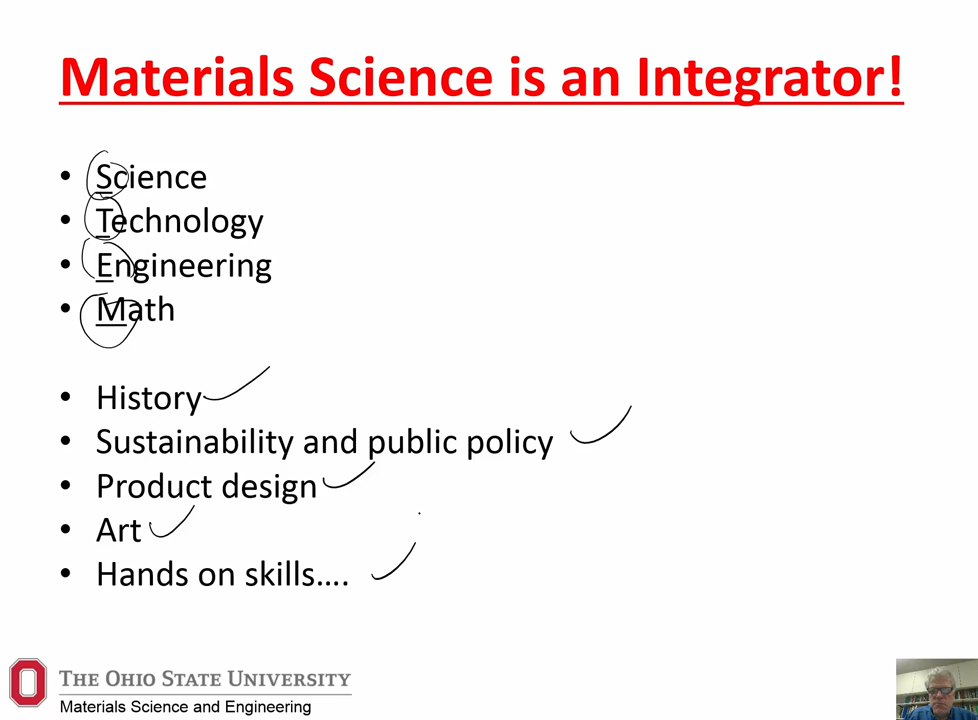 Materials Science is an Integrator!
• Science
• Technology
• Engineering
• Math
• History
• Sustainability and public policy
• Product design
• Art
• Hands on skills....
THE OHIO STATE UNIVERSITY
Materials Science and Engineering